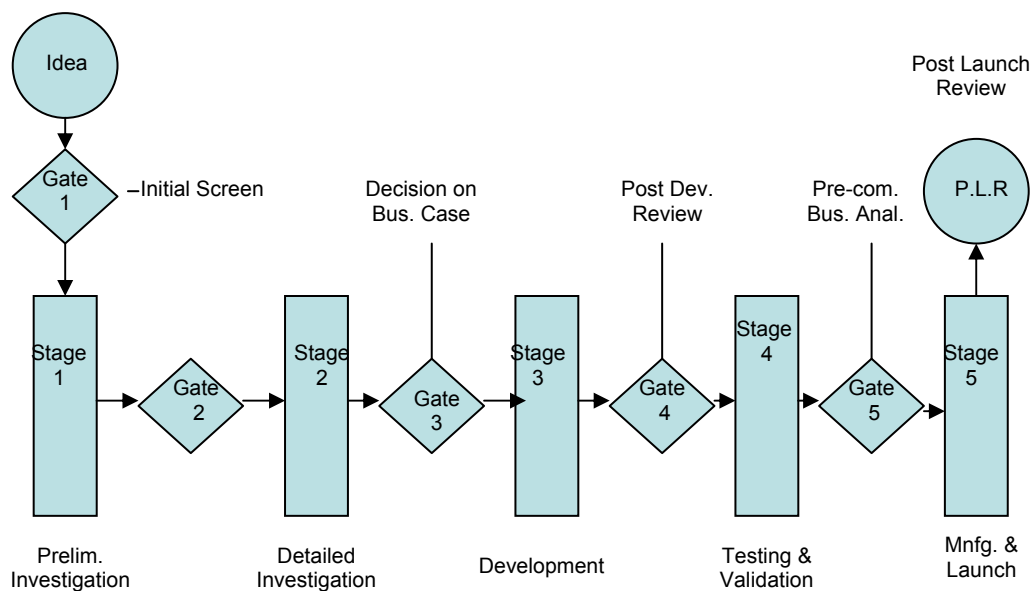 Idea
Post Launch
Review
Gate
1
–Initial Screen
Decision on
Bus. Case
Post Dev.
Review
Pre-com.
Bus. Anal.
P.L.R
Stage
1
Gate
2
Stage
2
Gate
3
Stage
3
Gate
4
Stage
4
Gate
5
Stage
5
Prelim.
Investigation
Detailed
Investigation
Development
Testing &
Validation
Mnfg. &
Launch